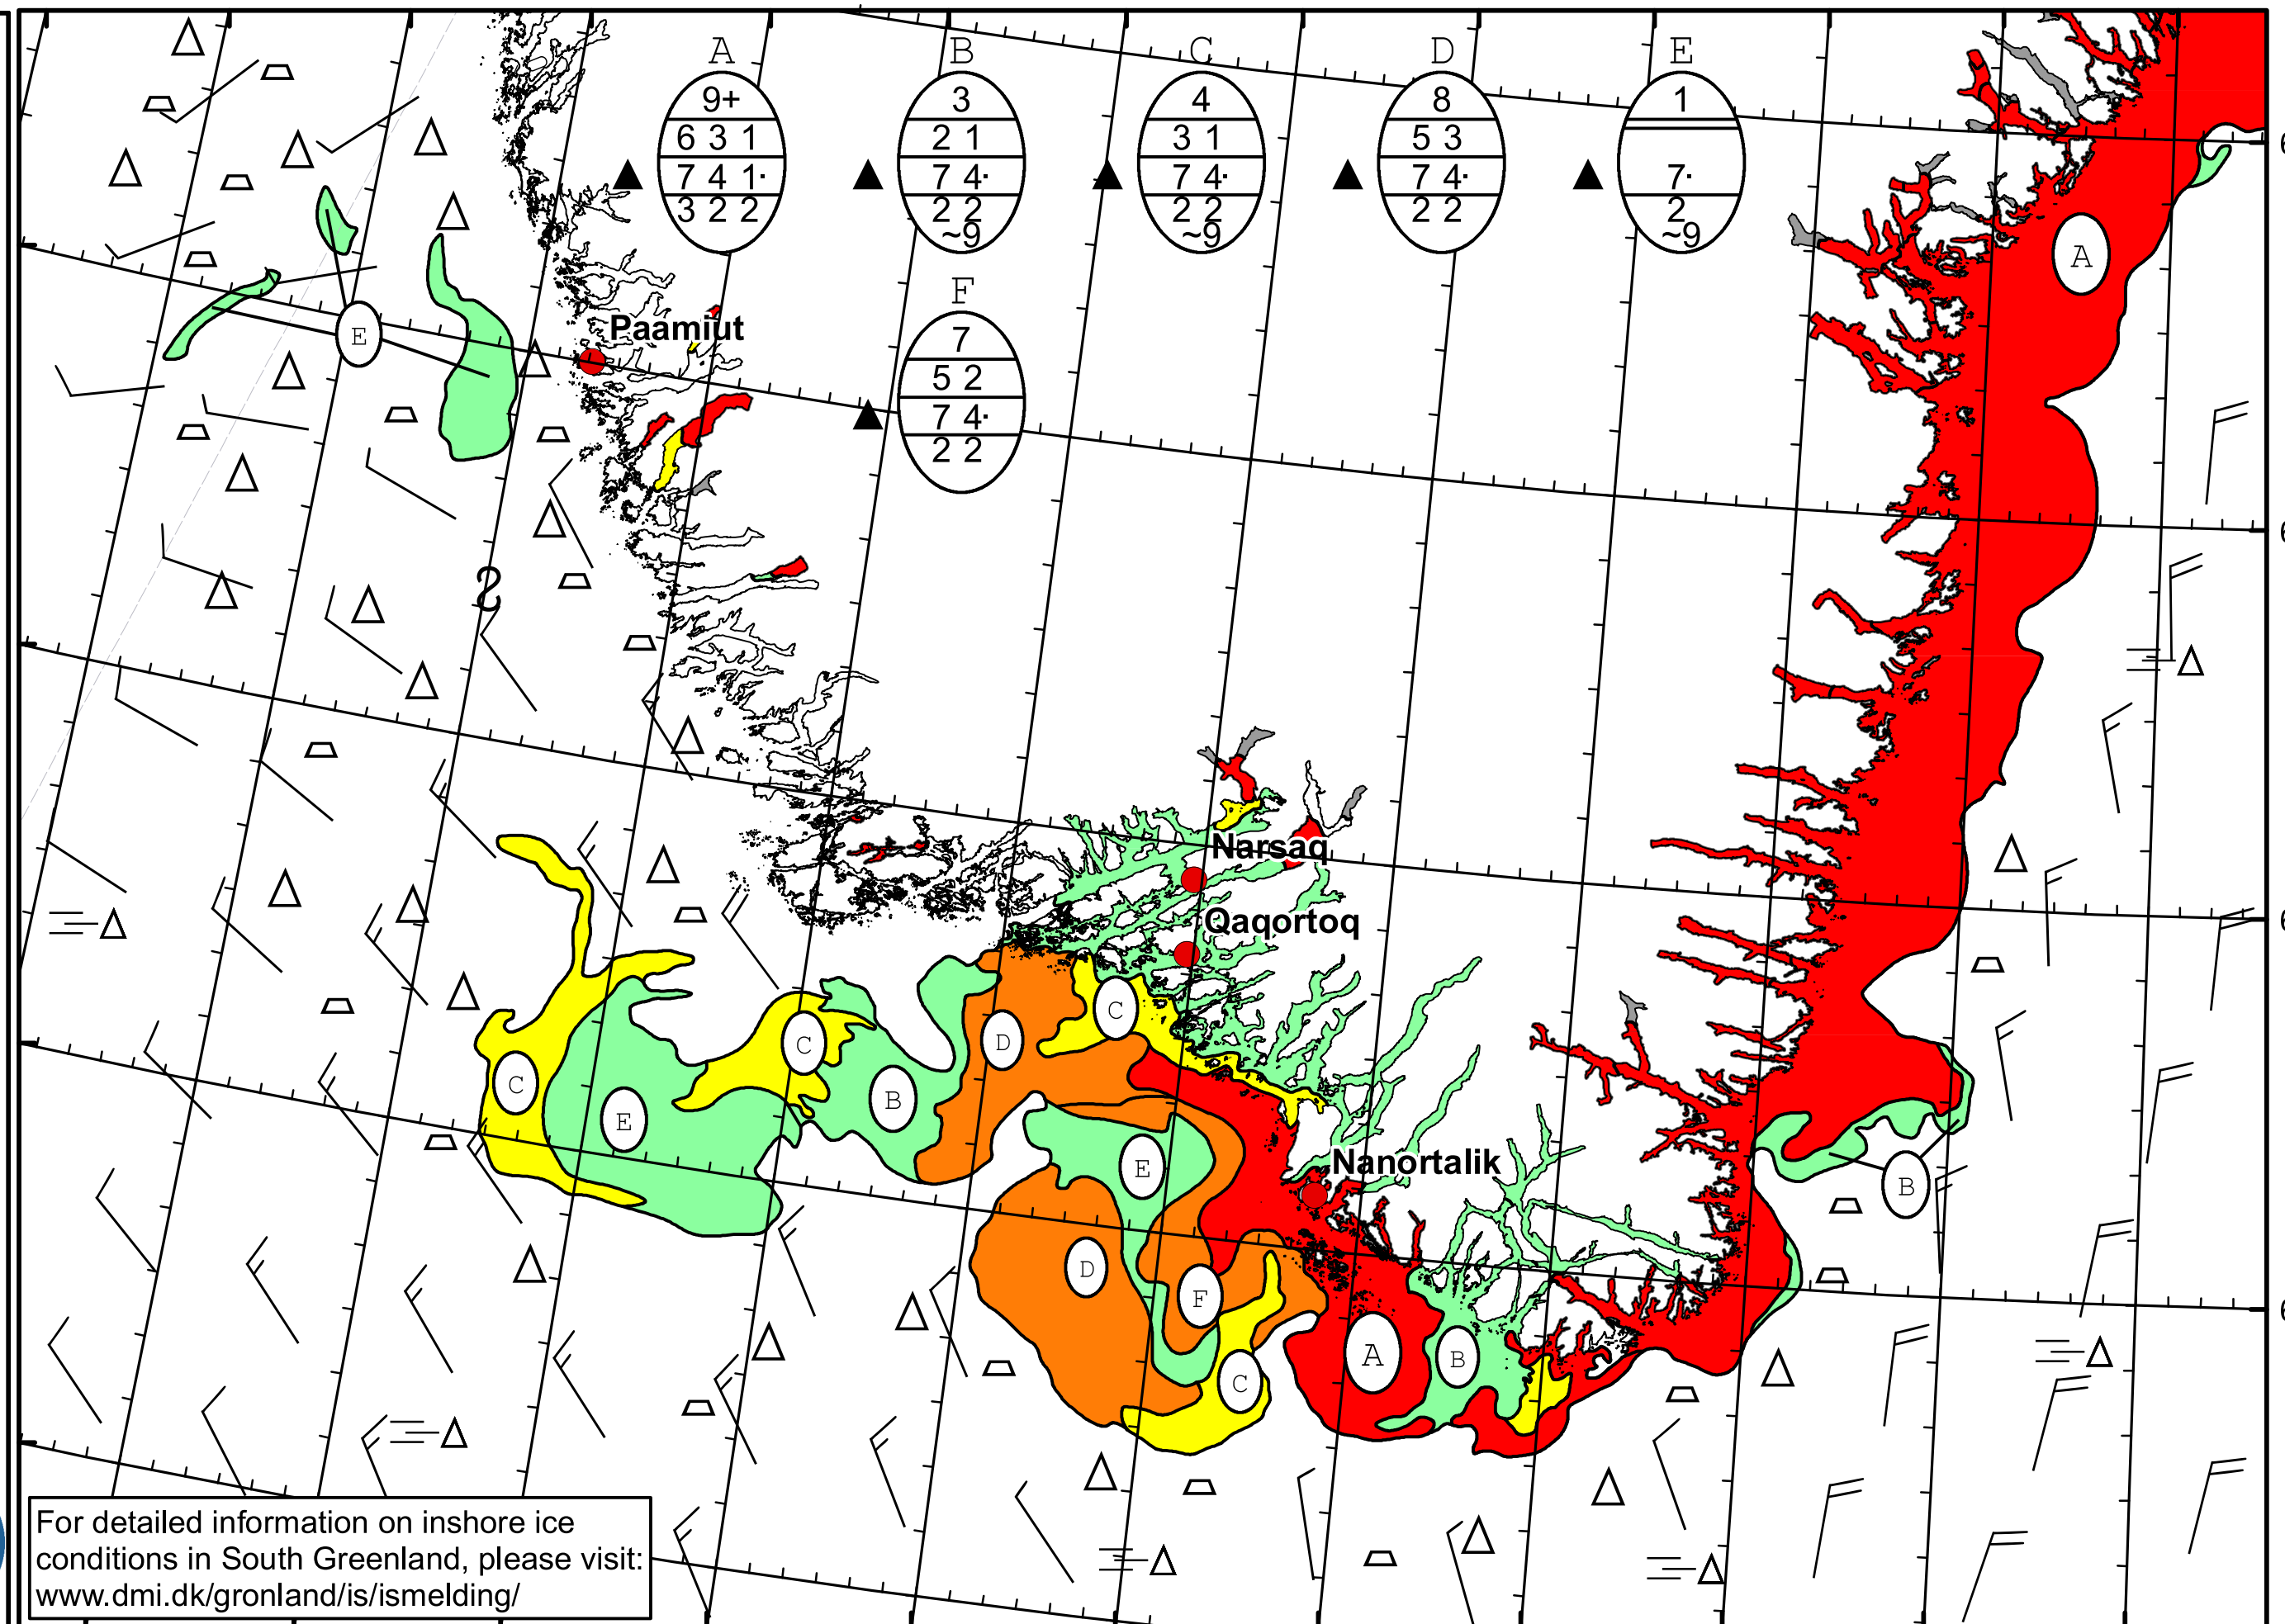 A B C D E
9+ 3 4 8 1
6 3 1 2 1 3 1 5 3
7 4 1· 7 4· 7 4· 7 4· 7·
3 2 2 2 2 2 2 2 2 2
~9 ~9 ~9
F
7
5 2
7 4·
2 2
A
E
Paamiut
Narsaq
Qaqortoq
C
D
C
C
B
E
E
Nanortalik
B
D
F
A
B
C
For detailed information on inshore ice
conditions in South Greenland, please visit:
www.dmi.dk/gronland/is/ismelding/